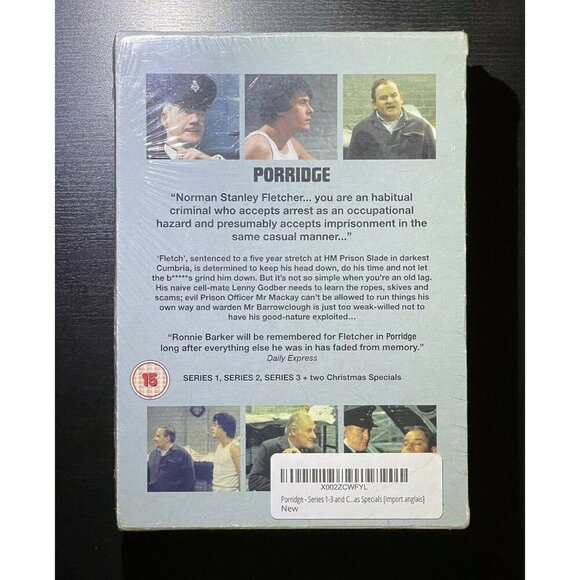 PORRIDGE
“Norman Stanley Fletcher... you are an habitual
criminal who accepts arrest as an occupational
hazard and presumably accepts imprisonment in the
same casual manner...”
‘Fletch’, sentenced to a five year stretch at HM Prison Slade in darkest
Cumbria, is determined to keep his head down, do his time and not let
the b*****s grind him down. But it’s not so simple when you’re an old lag.
His naive cell-mate Lenny Godber needs to learn the ropes, skives and
scams; evil Prison Officer Mr Mackay can’t be allowed to run things his
own way and warden Mr Barrowclough is just too weak-willed not to
have his good-nature exploited...
“Ronnie Barker will be remembered for Fletcher in Porridge
long after everything else he was in has faded from memory.”
Daily Express
15
SERIES 1, SERIES 2, SERIES 3 + two Christmas Specials
X002ZCWFYL
Porridge - Series 1-3 and C...as Specials [Import anglais]
New